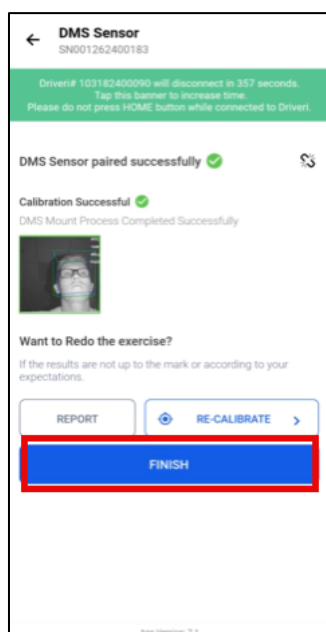 DMS Sensor
SN001262400183
Driveri# 103182400090 will disconnect in 357 seconds.
Tap this banner to increase time.
Please do not press HOME button while connected to Driveri.
DMS Sensor paired successfully
Calibration Successful
DMS Mount Process Completed Successfully
Want to Redo the exercise?
If the results are not up to the mark or according to your
expectations.
REPORT
RE-CALIBRATE
FINISH